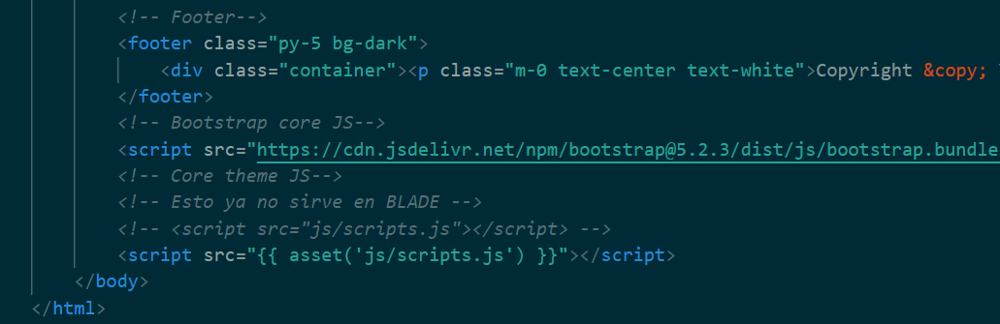 <!-- Footer-->
<footer class="py-5 bg-dark">
<div class="container"><p class="m-0 text-center text-white">Copyright &copy;
</footer>
<!-- Bootstrap core JS-->
<script src="https://cdn.jsdelivr.net/npm/bootstrap@5.2.3/dist/js/bootstrap.bundle
<!-- Core theme JS-->
<!-- Esto ya no sirve en BLADE -->
<!-- <script src="js/scripts.js"></script> -->
<script src="{{ asset('js/scripts.js') }}"></script>
</body>
</html>